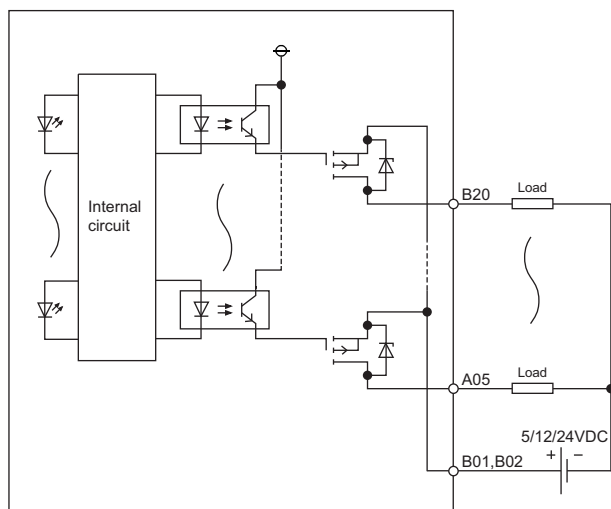 Internal
circuit
B20
Load
A05
Load
5/12/24VDC
+ −
B01,B02